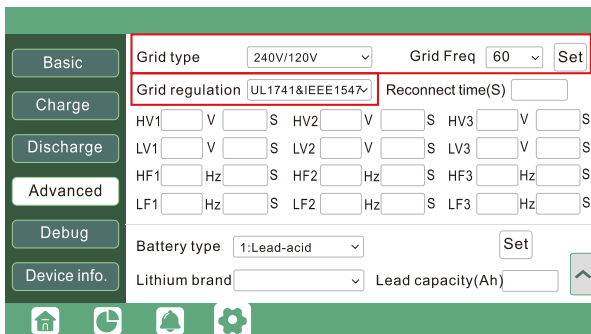 Basic
Charge
Discharge
Advanced
Debug
Device info.
Grid type 240V/120V Grid Freq 60 Set
Grid regulation UL1741&IEEE1547 Reconnect time(S)
HV1 V S HV2 V S HV3 V S
LV1 V S LV2 V S LV3 V S
HF1 Hz S HF2 Hz S HF3 Hz S
LF1 Hz S LF2 Hz S LF3 Hz S
Battery type 1:Lead-acid Set
Lithium brand Lead capacity(Ah)